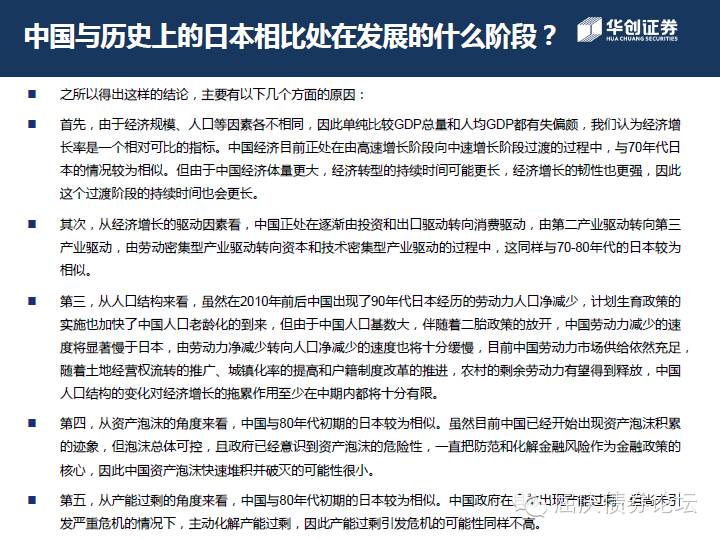 中国与历史上的日本相比处在发展的什么阶段？
华创证券
HUA CHUANG SECURITIES
之所以得出这样的结论，主要有以下几个方面的原因：
首先，由于经济规模、人口等因素各不相同，因此单纯比较GDP总量和人均GDP都有失偏颇，我们认为经济增
长率是一个相对可比的指标。中国经济目前正处在由高速增长阶段向中速增长阶段过渡的过程中，与70年代日
本的情况较为相似。但由于中国经济体量更大，经济转型的持续时间可能更长，经济增长的韧性也更强，因此
这个过渡阶段的持续时间也会更长。
其次，从经济增长的驱动因素看，中国正处在逐渐由投资和出口驱动转向消费驱动，由第二产业驱动转向第三
产业驱动，由劳动密集型产业驱动转向资本和技术密集型产业驱动的过程中，这同样与70-80年代的日本较为
相似。
第三，从人口结构来看，虽然在2010年前后中国出现了90年代日本经历的劳动力人口净减少，计划生育政策的
实施也加快了中国人口老龄化的到来，但由于中国人口基数大，伴随着二胎政策的放开，中国劳动力减少的速
度将显著慢于日本，由劳动净减少转向人口净减少的速度也将十分缓慢，目前中国劳动力市场供给依然充足，
随着土地经营权流转的推广、城镇化率的提高和户籍制度改革的推进，农村的剩余劳动力有望得到释放，中国
人口结构的变化对经济增长的拖累作用至少在中期内都将十分有限。
第四，从资产泡沫的角度来看，中国与80年代初期的日本较为相似。虽然目前中国已经开始出现资产泡沫积累
的迹象，但泡沫总体可控，且政府已经意识到资产泡沫的危险性，一直把防范和化解金融风险作为金融政策的
核心，因此中国资产泡沫快速堆积并破灭的可能性很小。
第五，从产能过剩的角度来看，中国与80年代初期的日本较为相似。中国政府在 出现产能过 引
发严重危机的情况下，主动化解产能过剩，因此产能过剩引发危机的可能性同样不高。
屈庆债券论坛